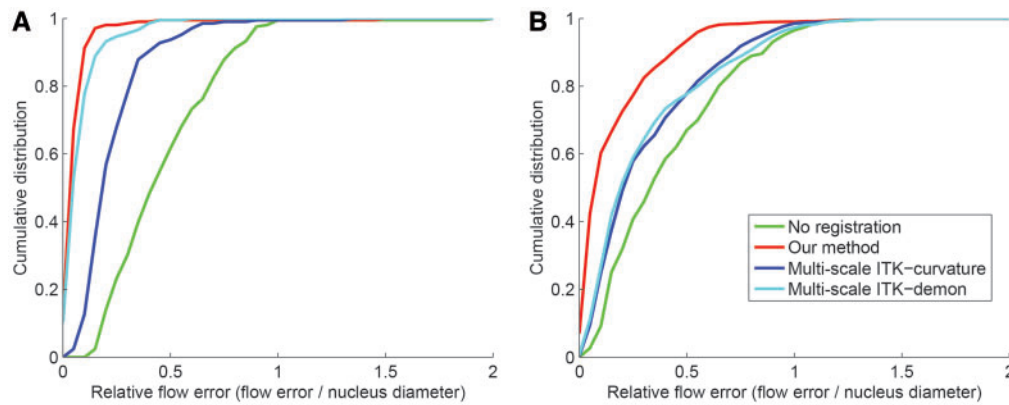 A
1
0.8
0.6
0.4
0.2
0
Cumulative distribution
0 0.5 1 1.5 2
Relative flow error (flow error / nucleus diameter)
B
1
0.8
0.6
0.4
0.2
0
Cumulative distribution
No registration
Our method
Multi-scale ITK-curvature
Multi-scale ITK-demon
0 0.5 1 1.5 2
Relative flow error (flow error / nucleus diameter)